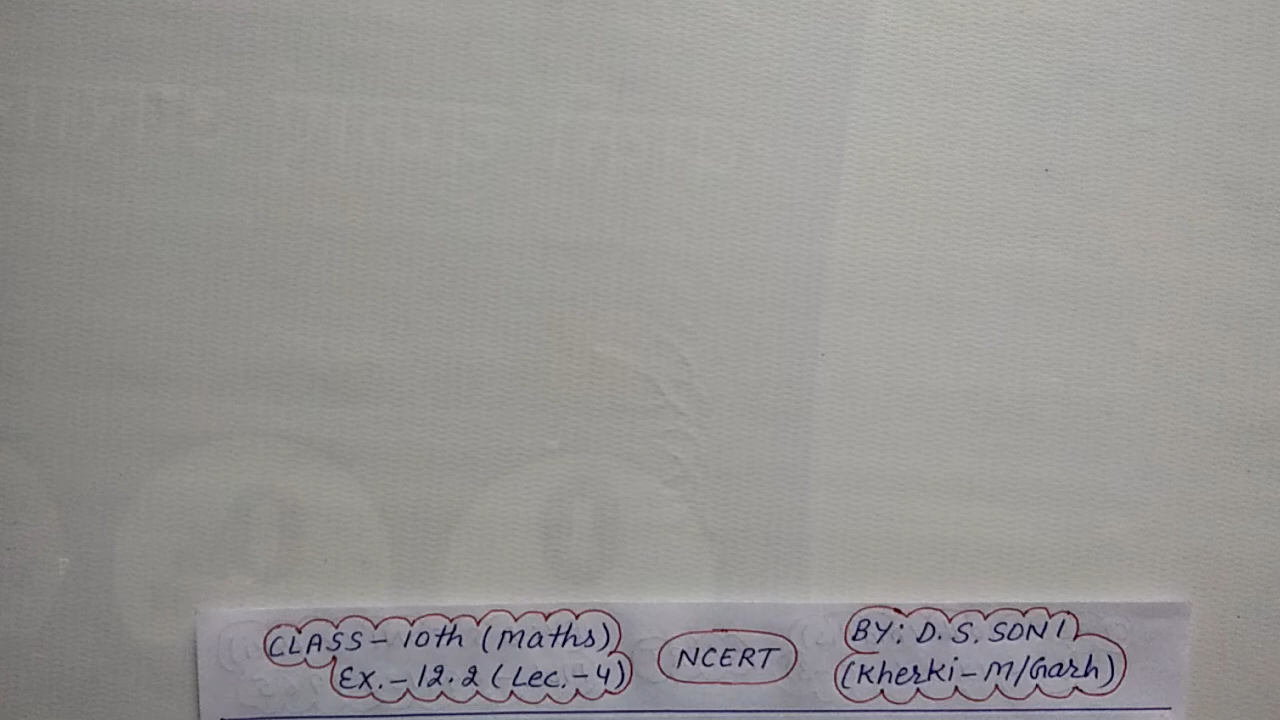 CLASS - 10th (Maths)
EX. - 12.2 (Lec. - 4)
NCERT
BY: D. S. SONI
(Kherki - M/Garh)